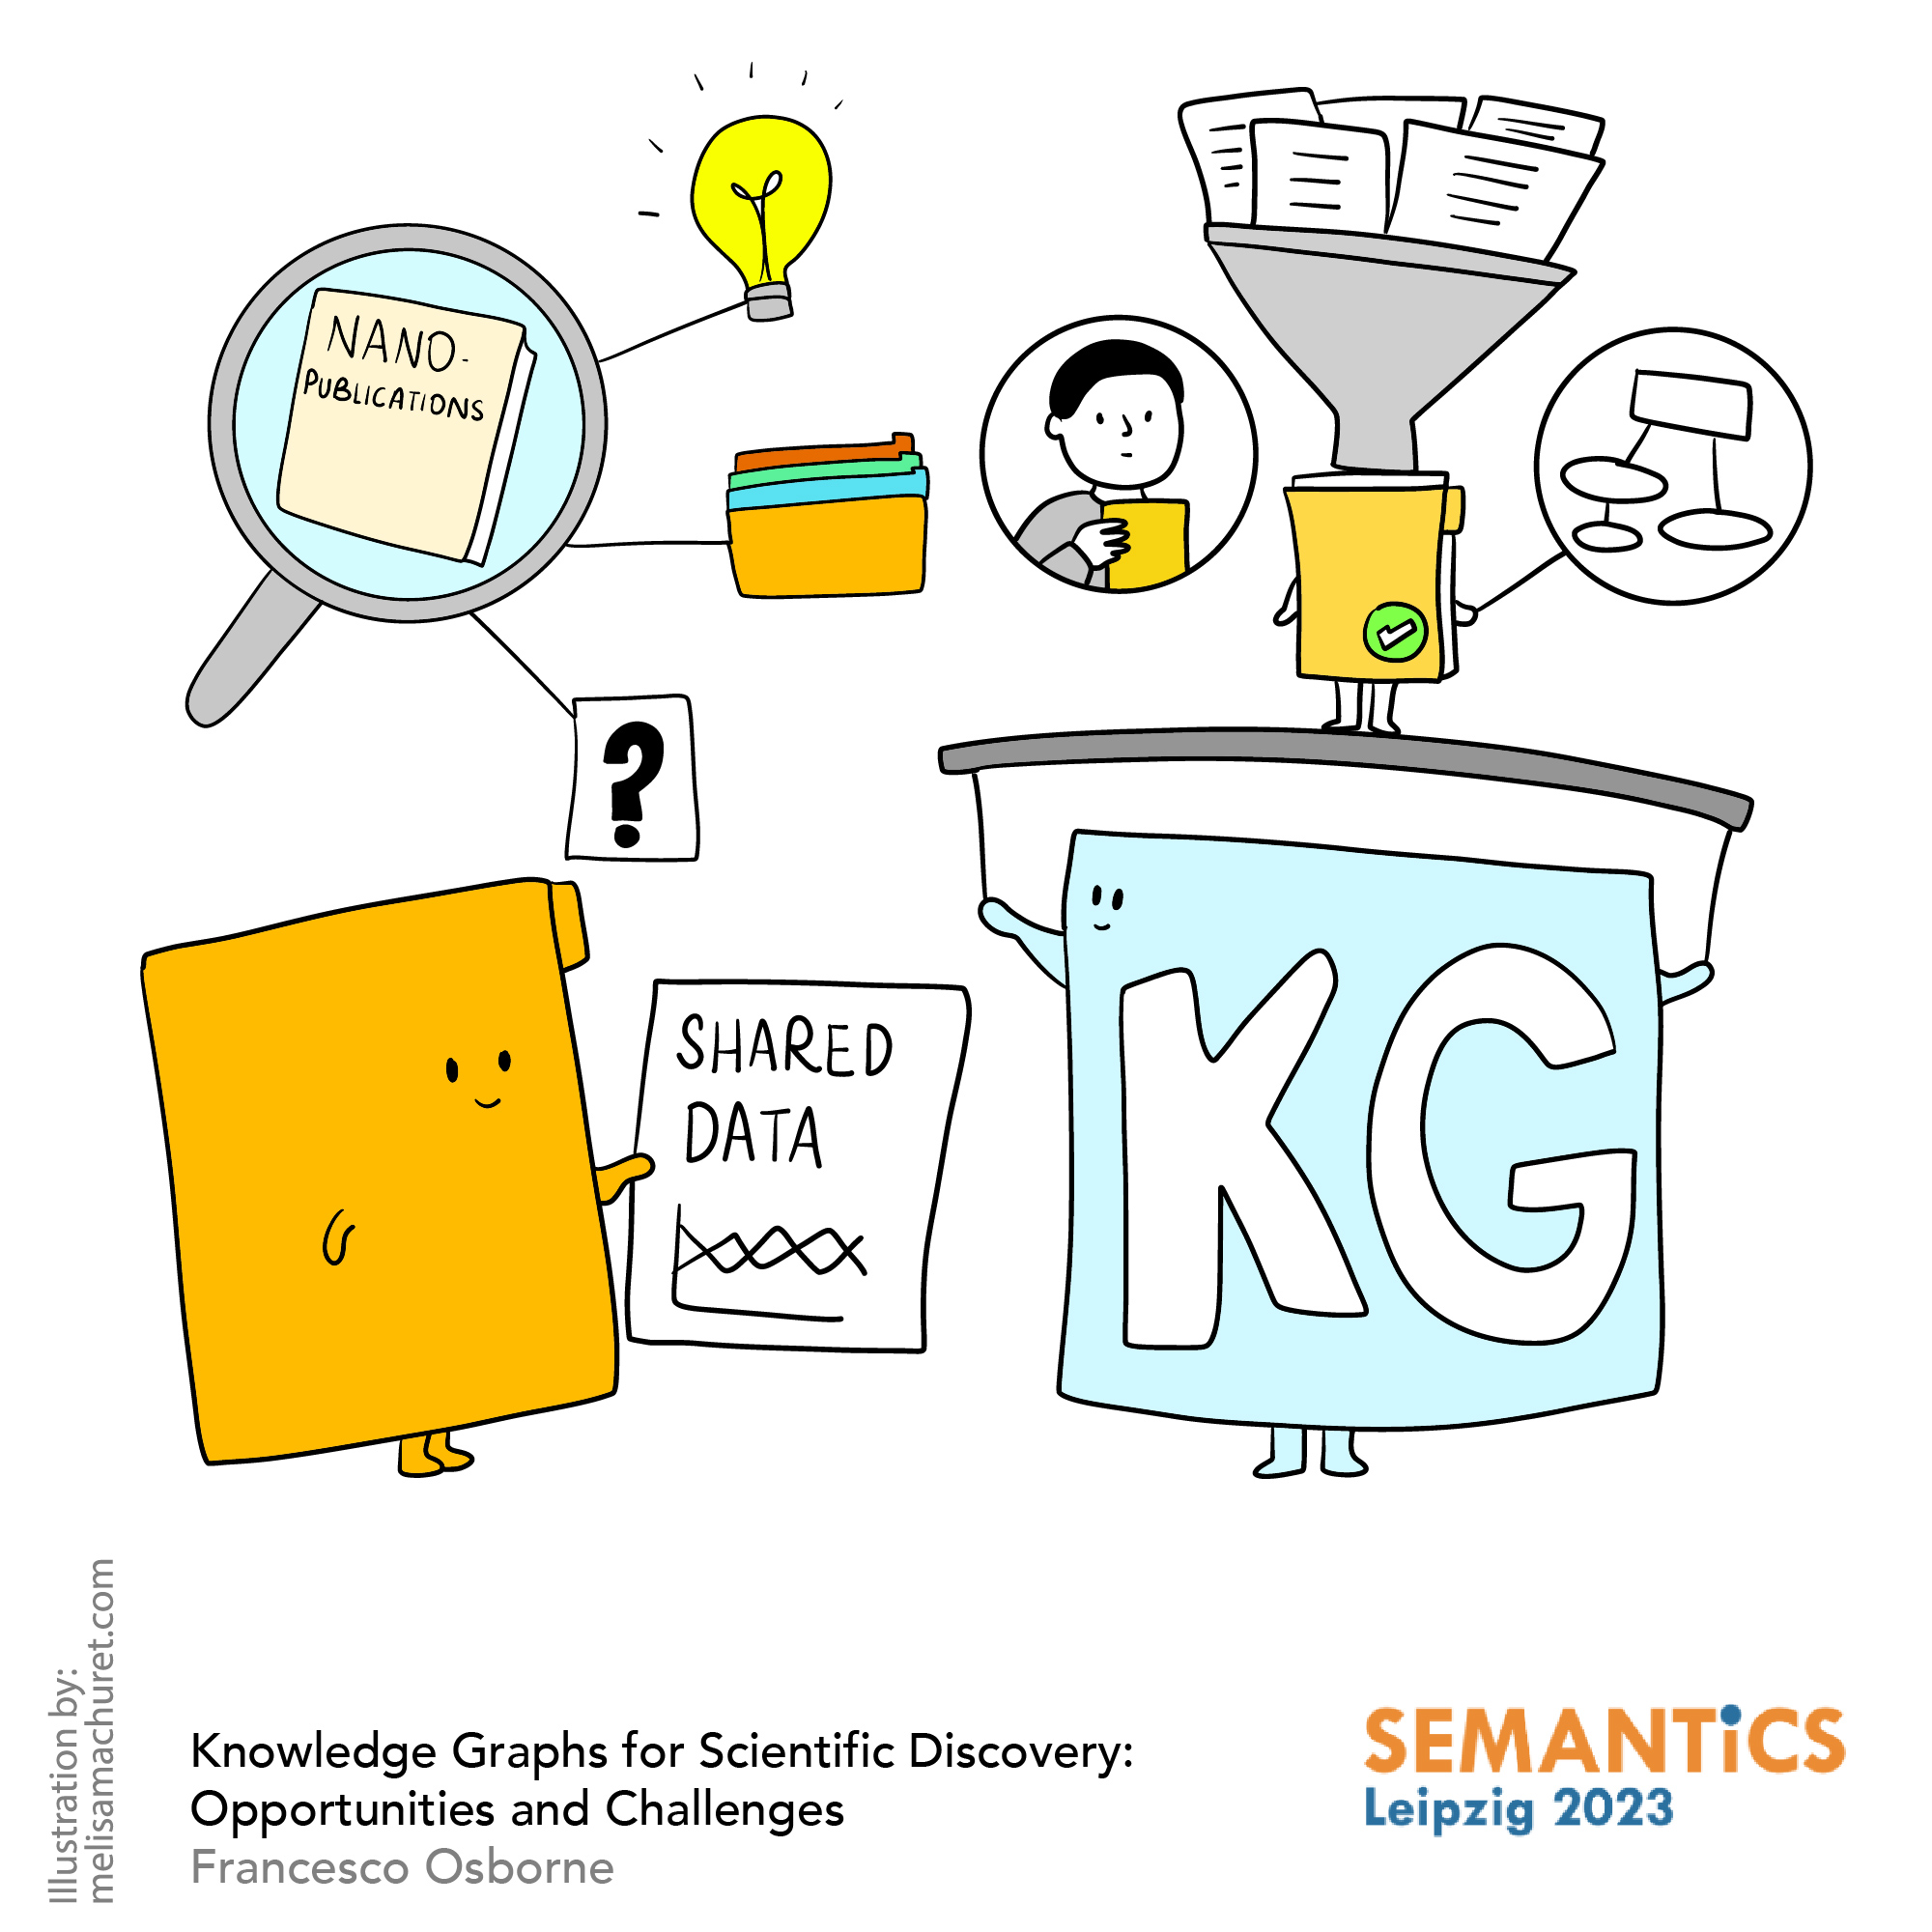 NANO-
PUBLICATIONS
?
SHARED
DATA
KG
Illustration by:
melisamachuret.com
Knowledge Graphs for Scientific Discovery:
Opportunities and Challenges
Francesco Osborne
SEMANTiCS
Leipzig 2023